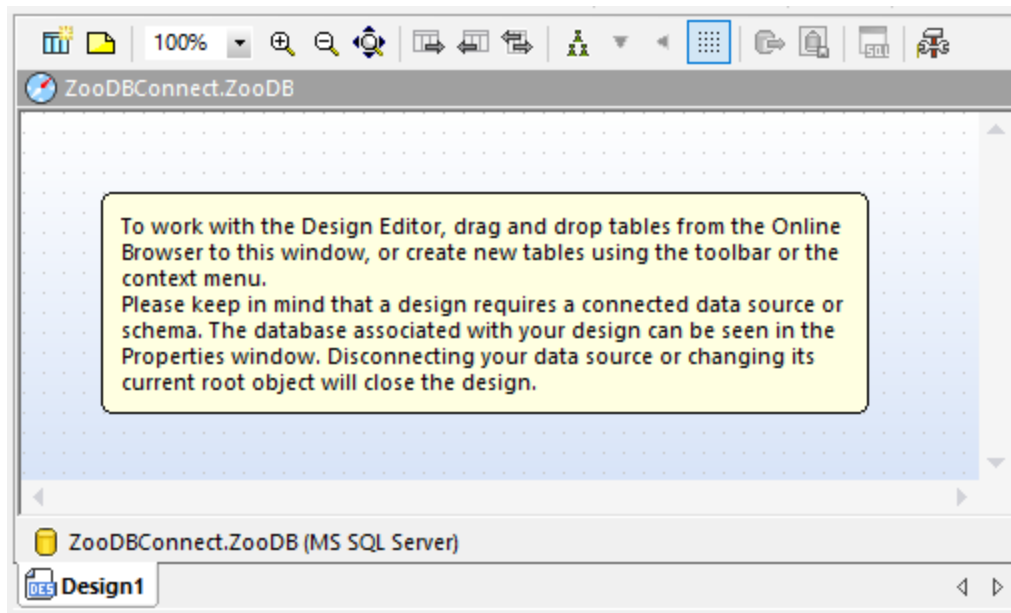 100%
ZooDBConnect.ZooDB
To work with the Design Editor, drag and drop tables from the Online
Browser to this window, or create new tables using the toolbar or the
context menu.
Please keep in mind that a design requires a connected data source or
schema. The database associated with your design can be seen in the
Properties window. Disconnecting your data source or changing its
current root object will close the design.
ZooDBConnect.ZooDB (MS SQL Server)
DES Design1